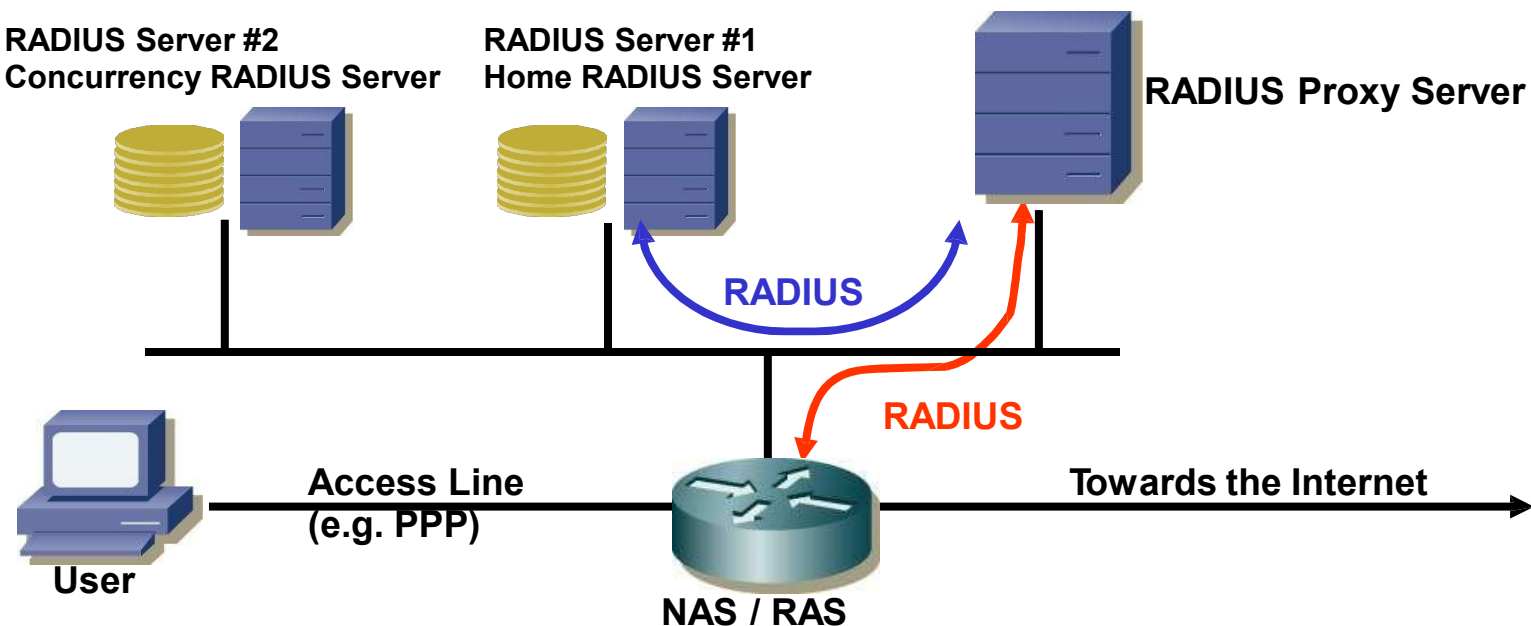 RADIUS Server #2
Concurrency RADIUS Server
RADIUS Server #1
Home RADIUS Server
RADIUS Proxy Server
RADIUS
RADIUS
Access Line
(e.g. PPP)
Towards the Internet
User
NAS / RAS